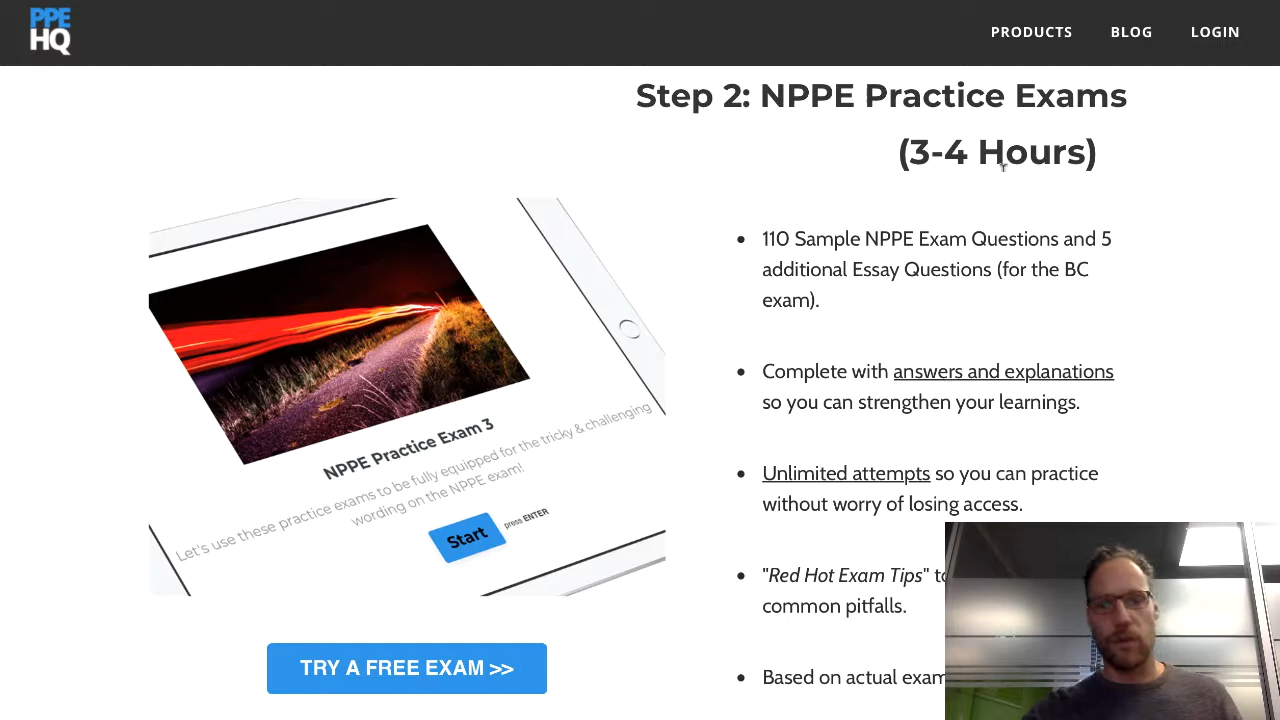 PPE
HQ
PRODUCTS
BLOG
LOGIN
Step 2: NPPE Practice Exams
(3-4 Hours)
110 Sample NPPE Exam Questions and 5
additional Essay Questions (for the BC
exam).
Complete with answers and explanations
so you can strengthen your learnings.
Unlimited attempts so you can practice
without worry of losing access.
"Red Hot Exam Tips"
common pitfalls.
Based on actual exam
NPPE Practice Exam 3
Let's use these practice exams to be fully equipped for the tricky & challenging
wording on the NPPE exam!
Start
press ENTER
TRY A FREE EXAM >>